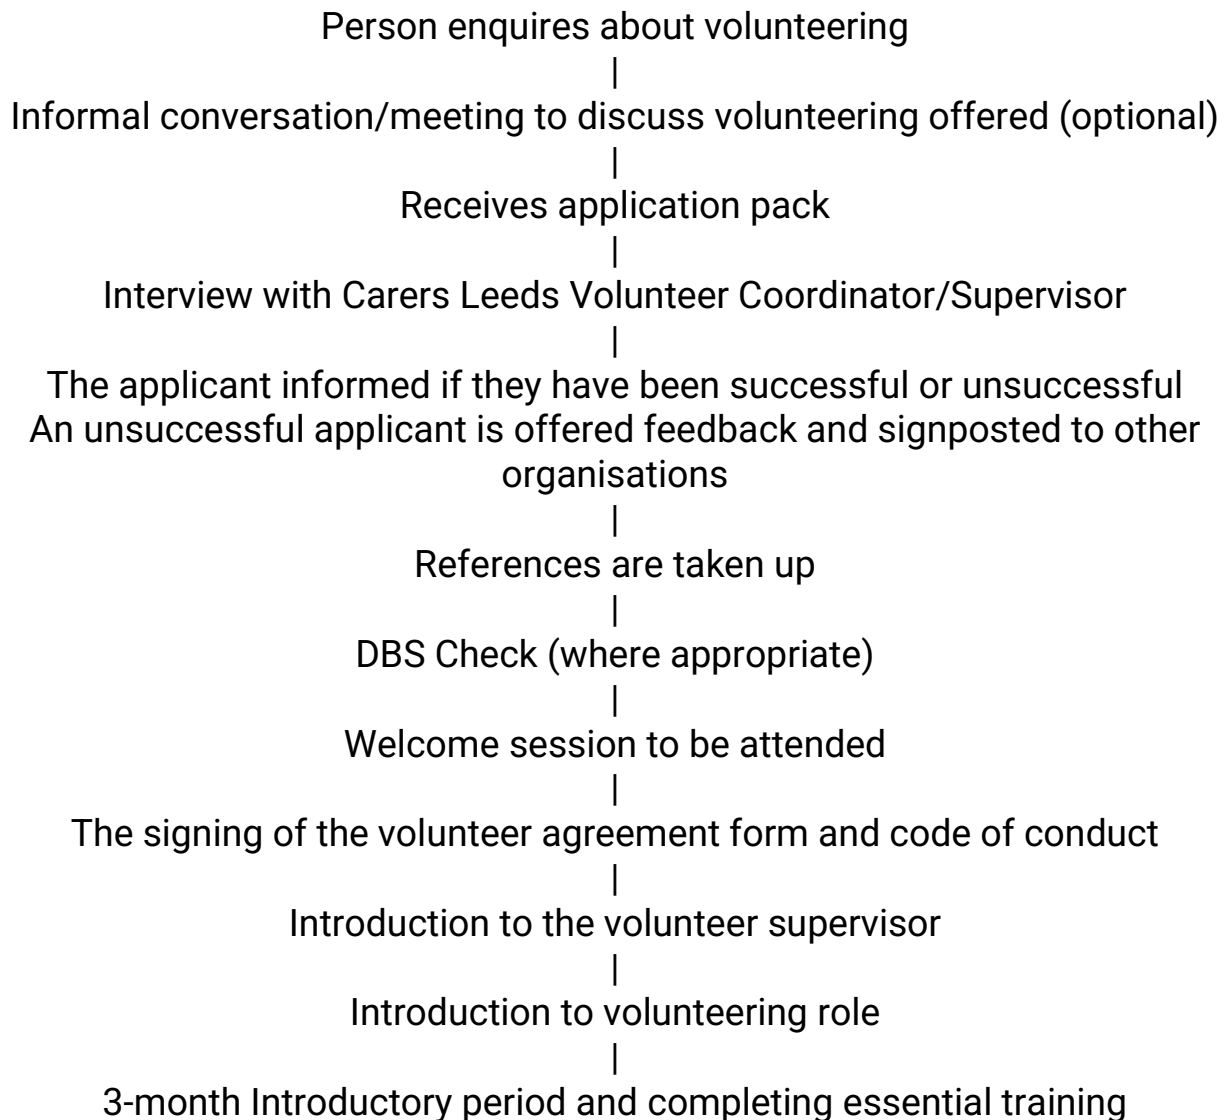 Person enquires about volunteering
|
Informal conversation/meeting to discuss volunteering offered (optional)
|
Receives application pack
|
Interview with Carers Leeds Volunteer Coordinator/Supervisor
|
The applicant informed if they have been successful or unsuccessful
An unsuccessful applicant is offered feedback and signposted to other
organisations
|
References are taken up
|
DBS Check (where appropriate)
|
Welcome session to be attended
|
The signing of the volunteer agreement form and code of conduct
|
Introduction to the volunteer supervisor
|
Introduction to volunteering role
|
3-month Introductory period and completing essential training